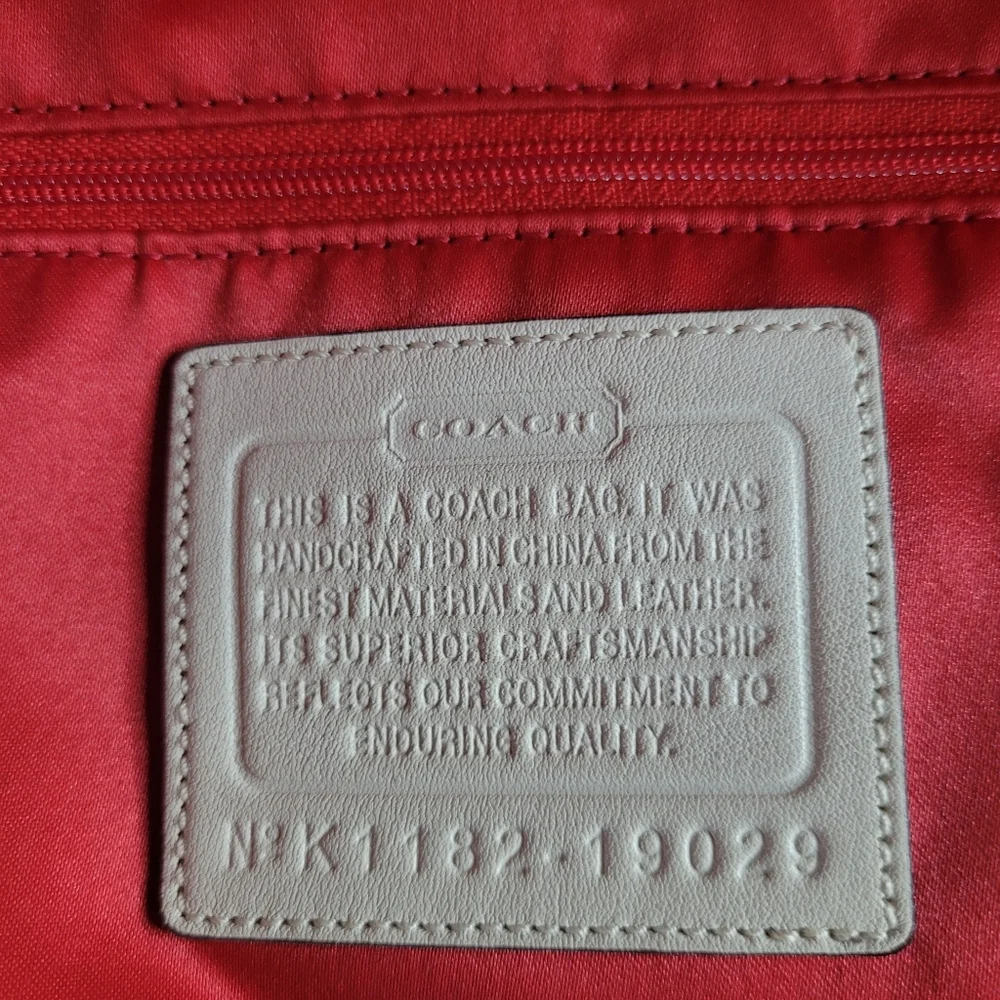 COACH
THIS IS A COACH BAG. IT WAS
HANDCRAFTED IN CHINA FROM THE
FINEST MATERIALS AND LEATHER.
ITS SUPERIOR CRAFTSMANSHIP
REFLECTS OUR COMMITMENT TO
ENDURING QUALITY.
Nº K1182-19029